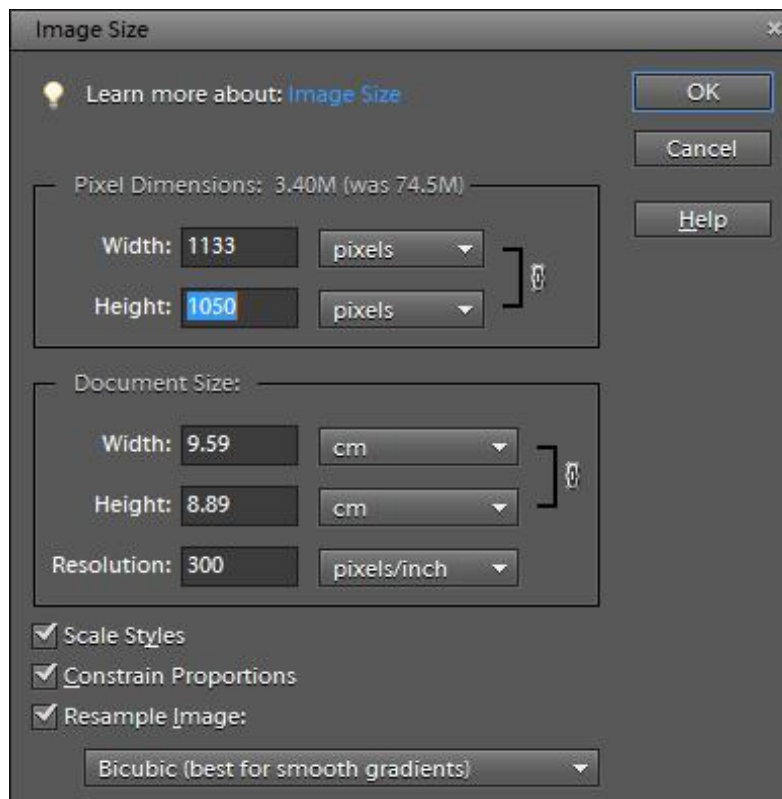 Image Size
Learn more about: Image Size
OK
Cancel
Help
Pixel Dimensions: 3.40M (was 74.5M)
Width: 1133 pixels
Height: 1050 pixels
Document Size:
Width: 9.59 cm
Height: 8.89 cm
Resolution: 300 pixels/inch
Scale Styles
Constrain Proportions
Resample Image:
Bicubic (best for smooth gradients)